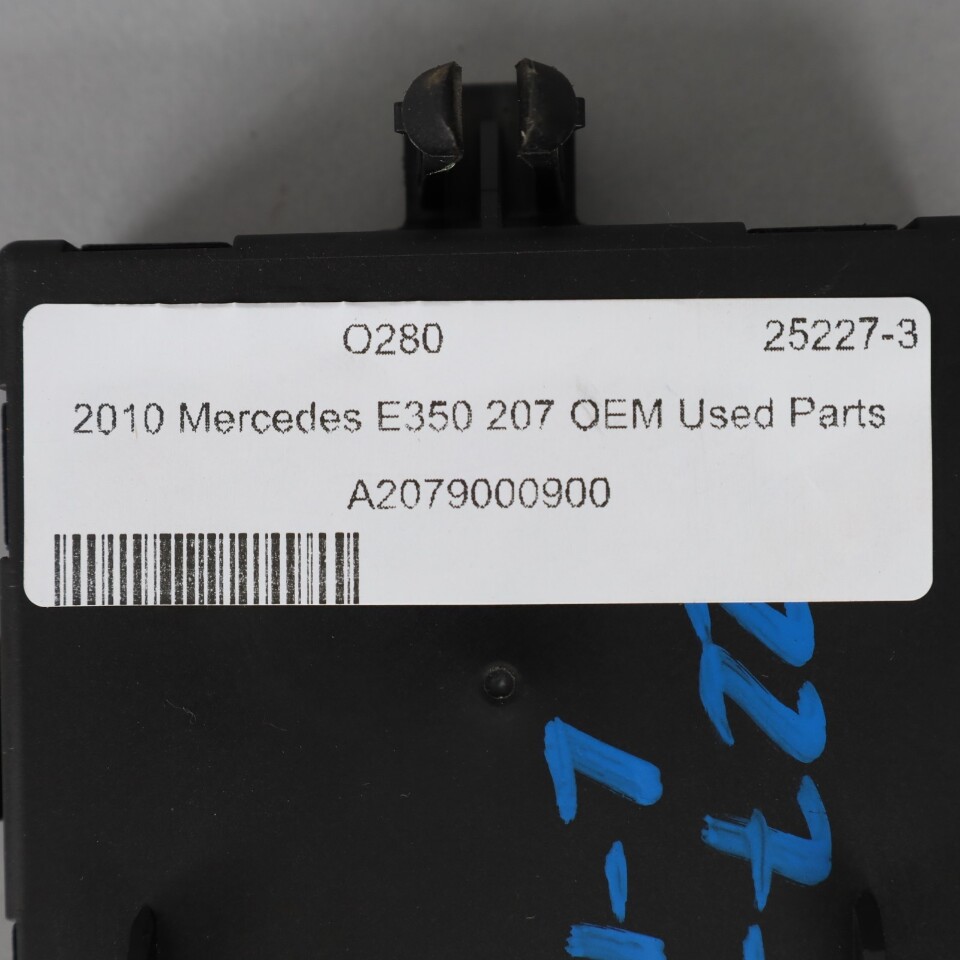 O280 25227-3
2010 Mercedes E350 207 OEM Used Parts
A2079000900